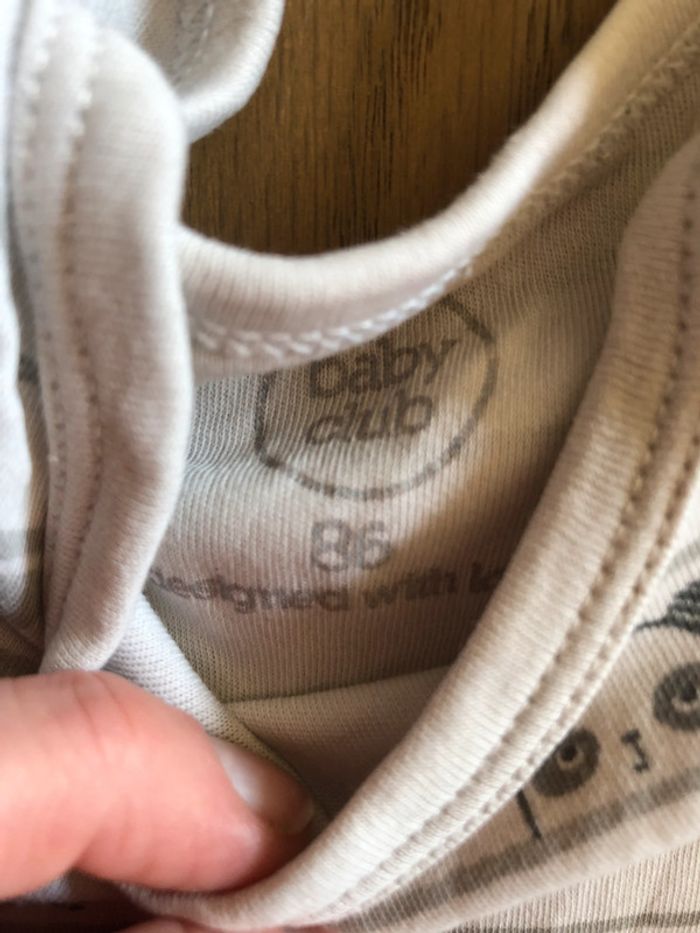 baby
club
86
designed with